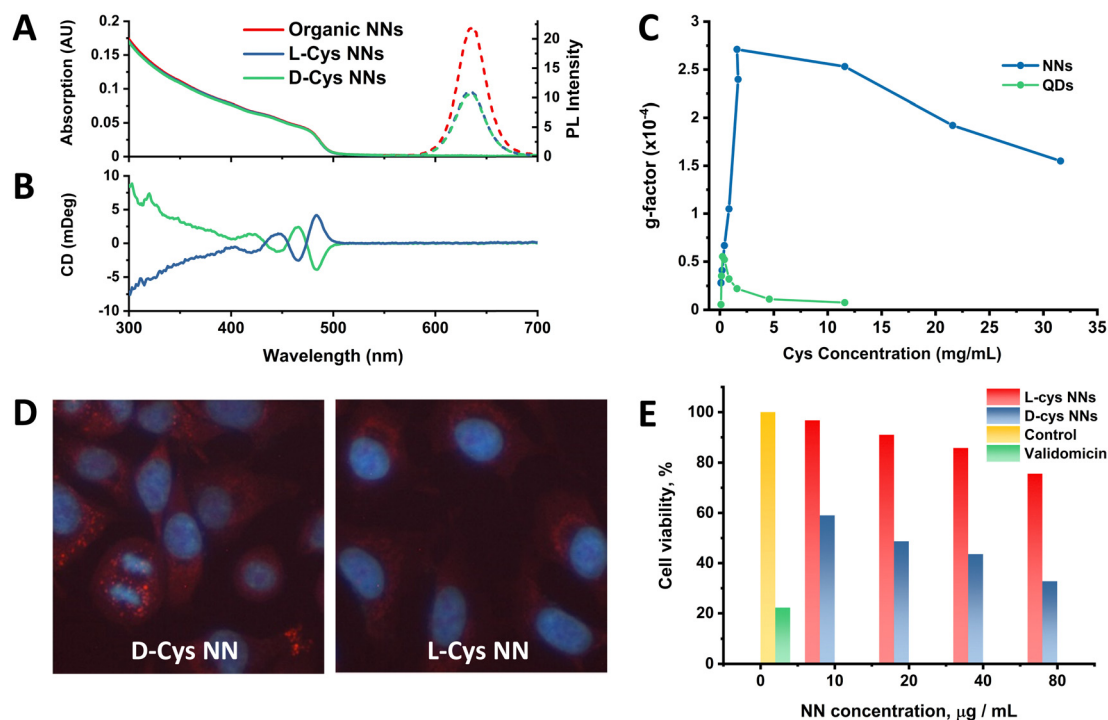 A
Absorption (AU)
0.2
0.15
0.1
0.05
0
Organic NNs
L-Cys NNs
D-Cys NNs
20
15
10
5
0
PL Intensity
B
CD (mDeg)
10
5
0
-5
-10
300 400 500 600 700
Wavelength (nm)
C
g-factor (x10⁻⁴)
3
2.5
2
1.5
1
0.5
0
NNs
QDs
0 5 10 15 20 25 30 35
Cys Concentration (mg/mL)
D
D-Cys NN
L-Cys NN
E
Cell viability, %
100
80
60
40
20
0
L-cys NNs
D-cys NNs
Control
Validomicin
0 10 20 40 80
NN concentration, μg / mL